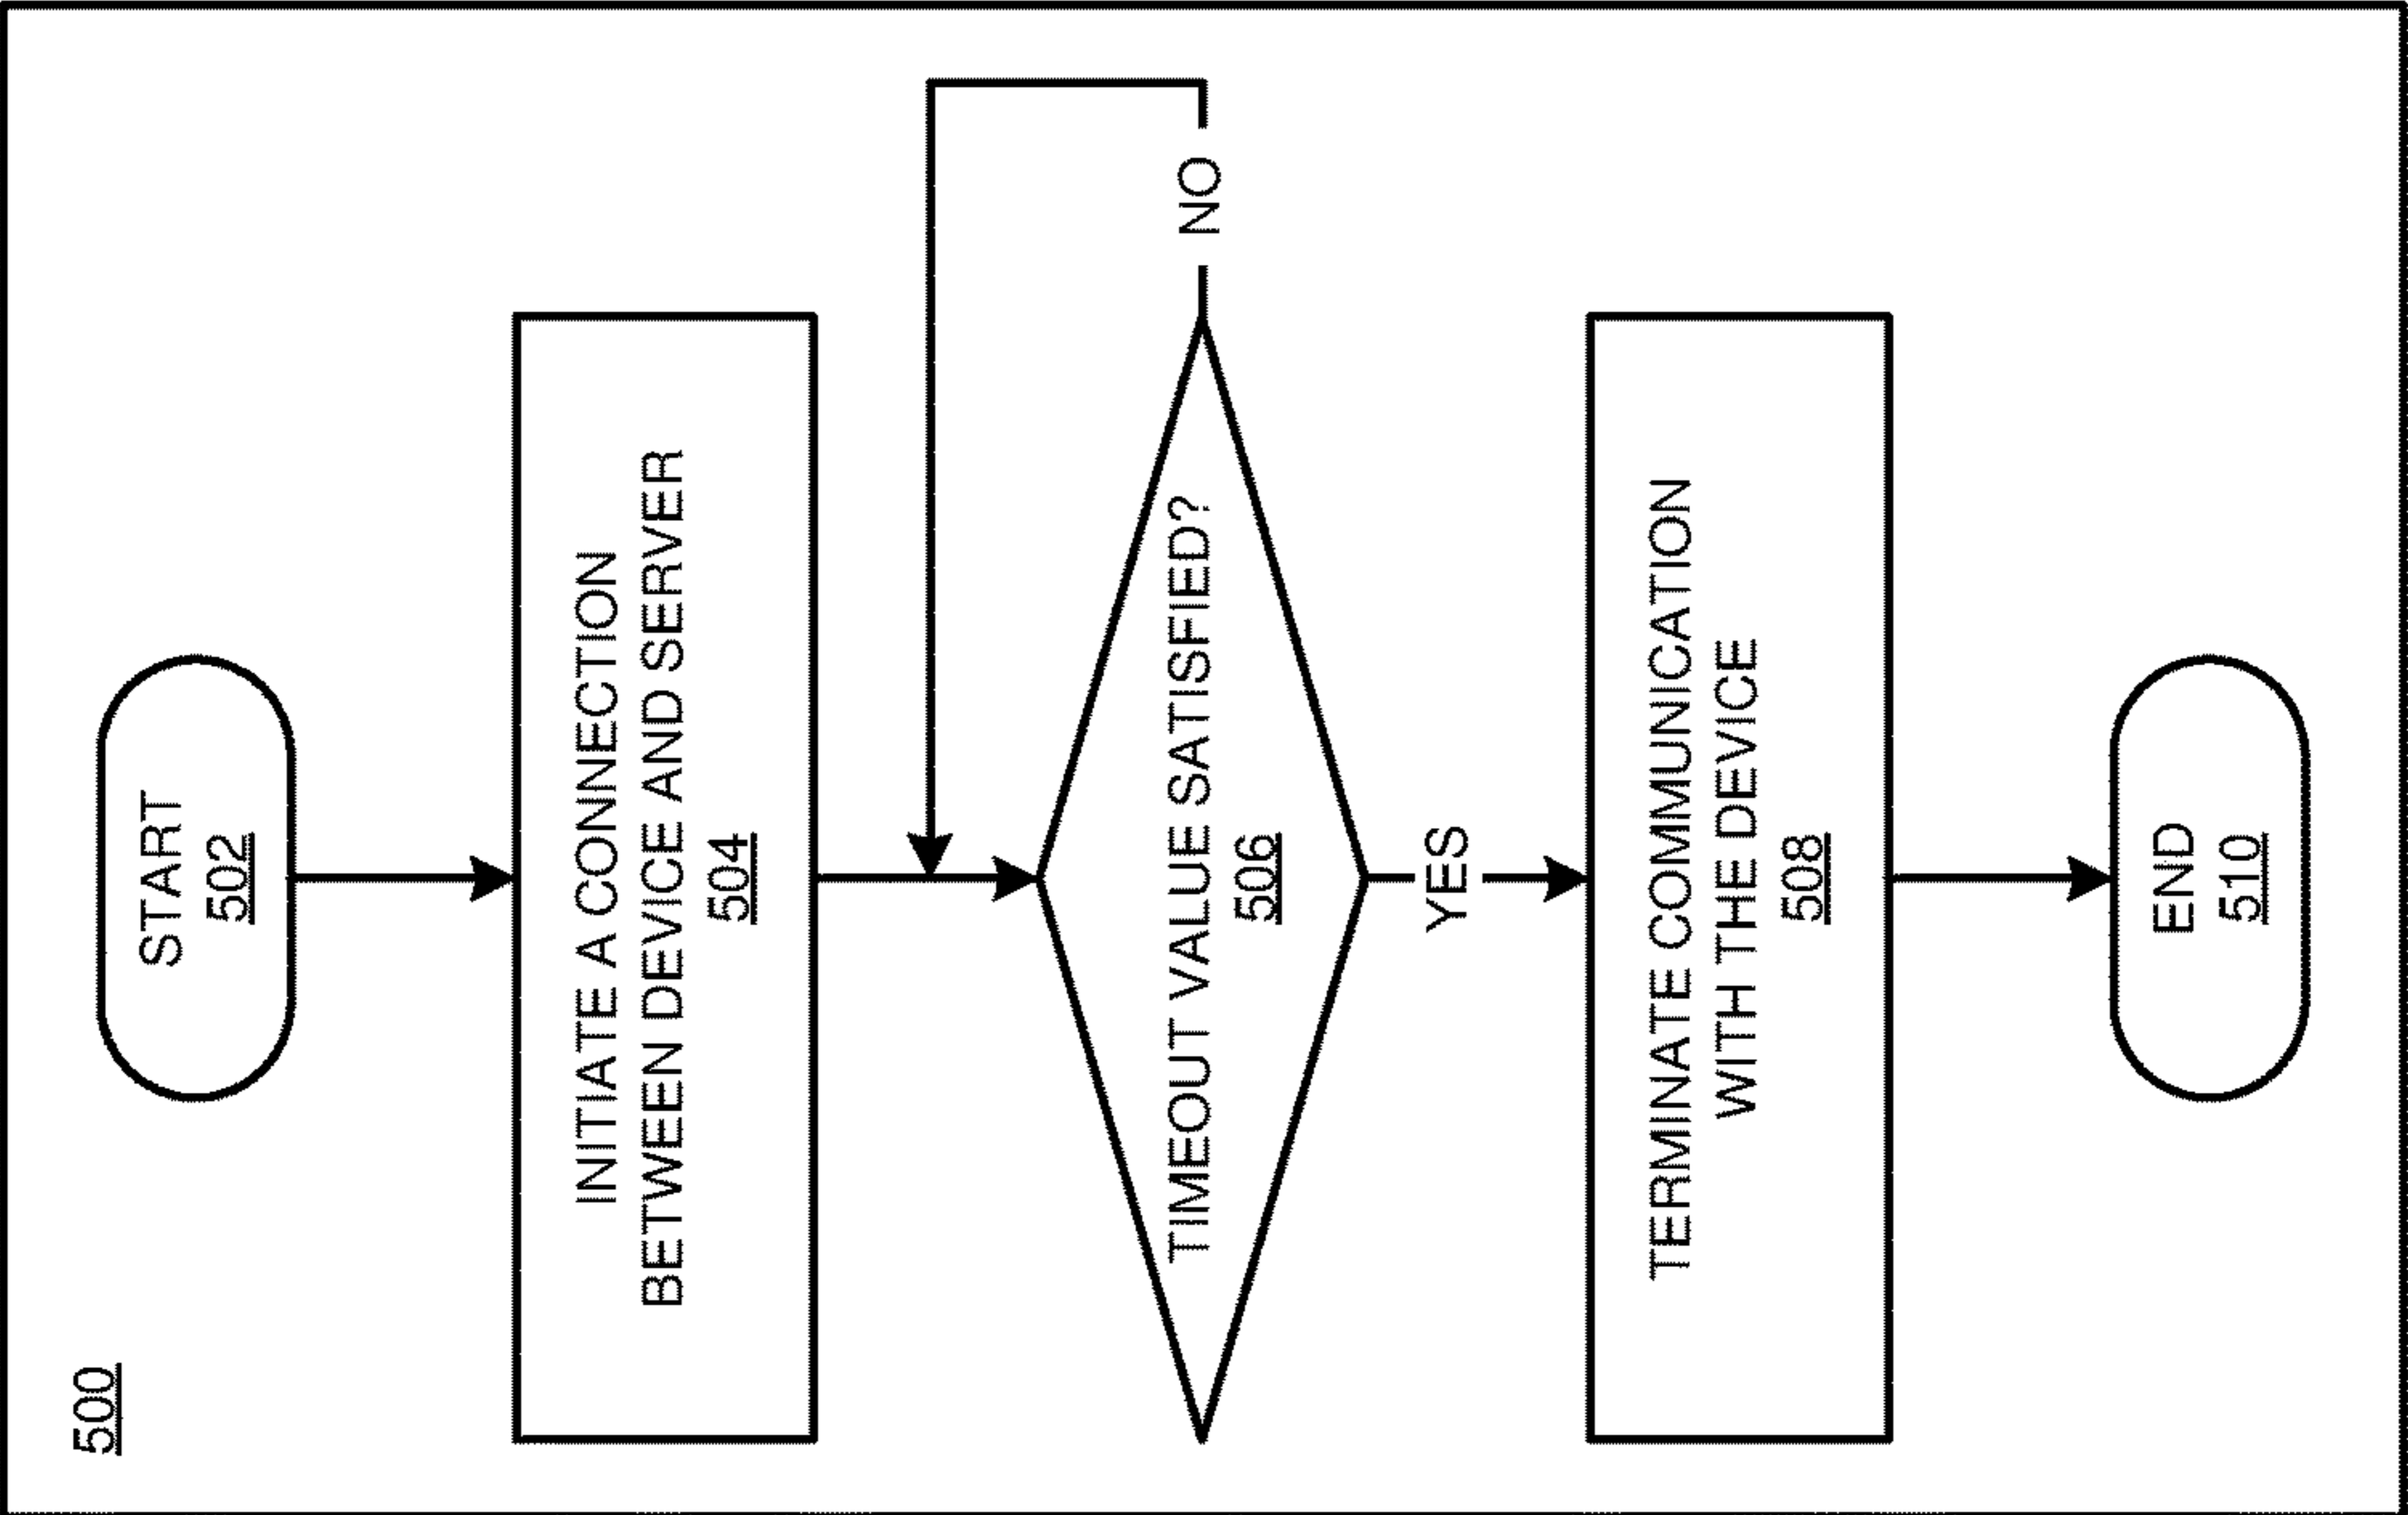 500
START
502
INITIATE A CONNECTION
BETWEEN DEVICE AND SERVER
504
TIMEOUT VALUE SATISFIED?
506
NO
YES
TERMINATE COMMUNICATION
WITH THE DEVICE
508
END
510